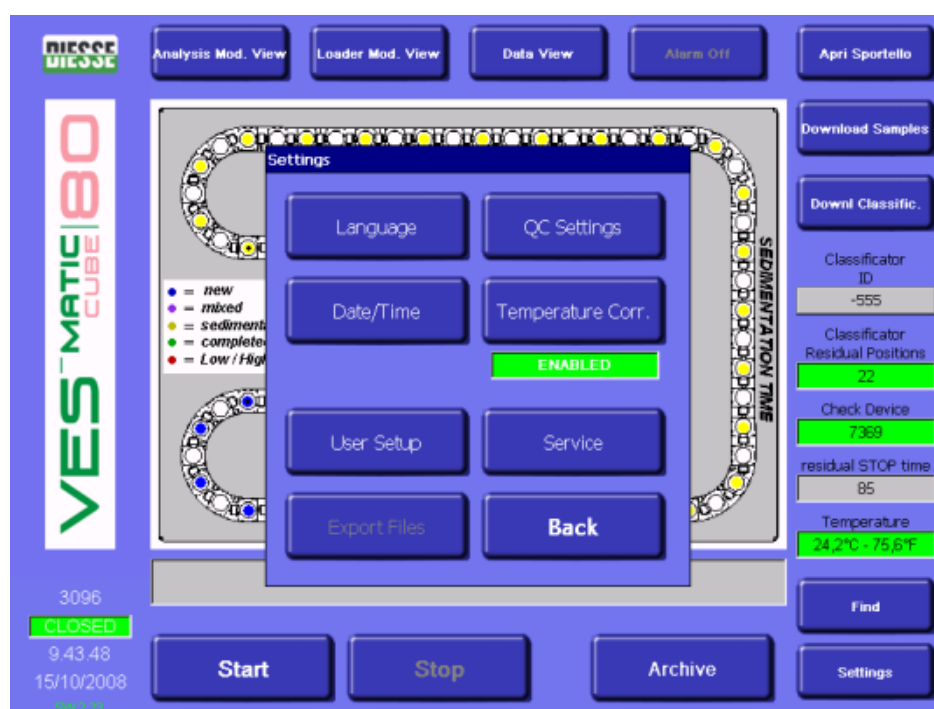 DIESSE
Analysis Mod. View
Loader Mod. View
Data View
Alarm Off
Apri Sportello
VES MATIC CUBE 80
Download Samples
Downl Classific.
Settings
Language
QC Settings
Date/Time
Temperature Corr.
ENABLED
User Setup
Service
Export Files
Back
= new
= mixed
= completed
= Low / High
SEDIMENTATION TIME
Classificator
ID
-555
Classificator
Residual Positions
22
Check Device
7369
residual STOP time
85
Temperature
24,2°C - 75,6°F
Find
Settings
3096
CLOSED
9.43.48
15/10/2008
Start
Stop
Archive